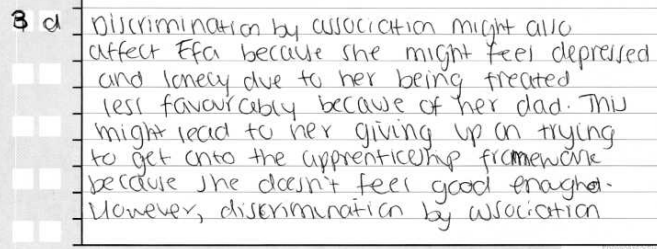 3 d Discrimination by association might also
affect Efa because she might feel depressed
and lonely due to her being treated
less favourably because of her dad. This
might lead to her giving up on trying
to get onto the apprenticeship framework
because she doesn't feel good enough.
However, discrimination by association